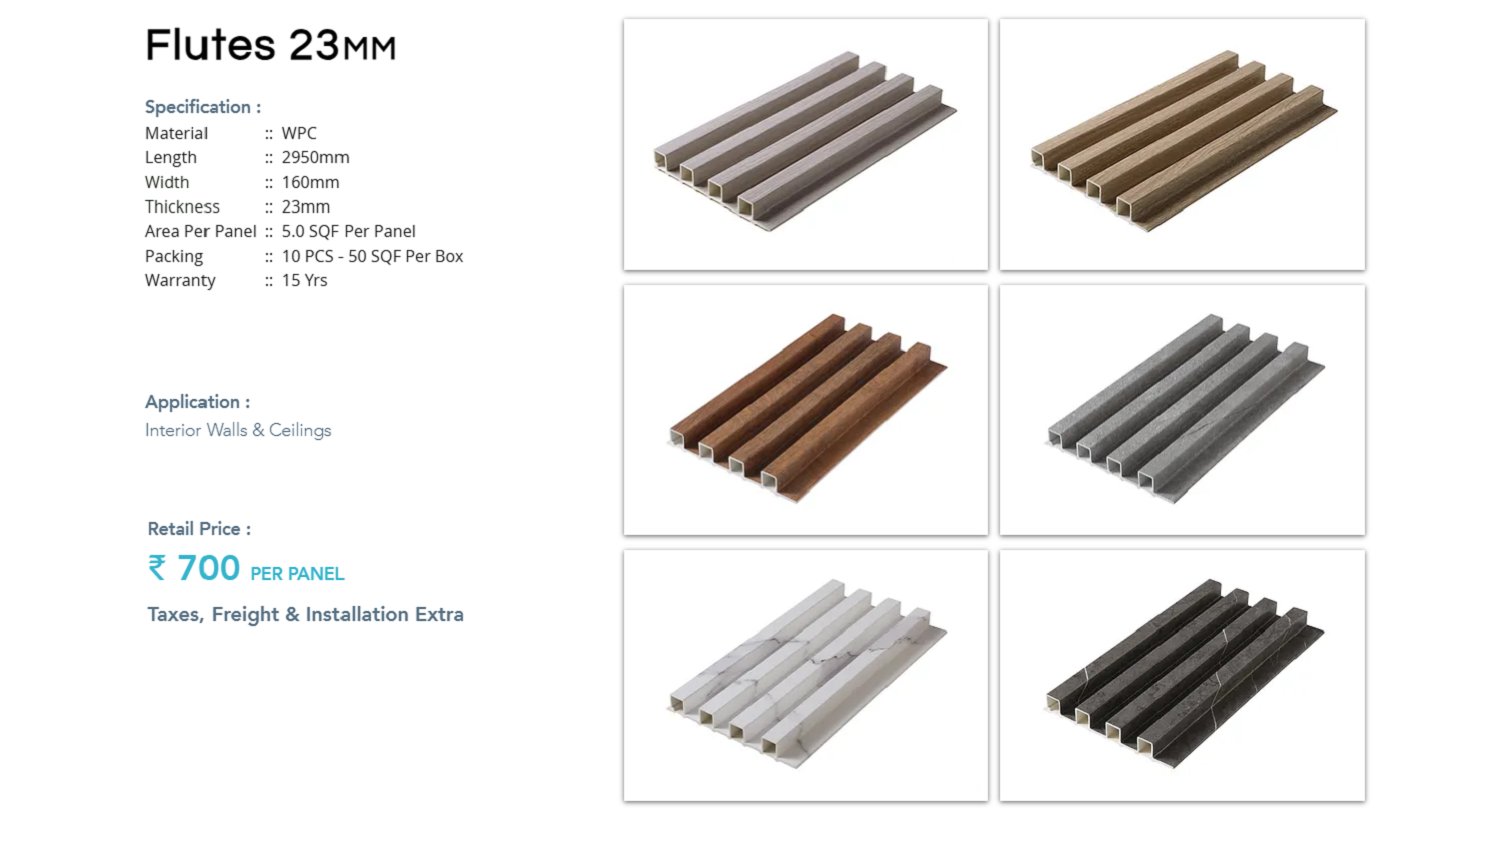 Flutes 23MM
Specification :
Material :: WPC
Length :: 2950mm
Width :: 160mm
Thickness :: 23mm
Area Per Panel :: 5.0 SQF Per Panel
Packing :: 10 PCS - 50 SQF Per Box
Warranty :: 15 Yrs
Application :
Interior Walls & Ceilings
Retail Price :
₹ 700 PER PANEL
Taxes, Freight & Installation Extra